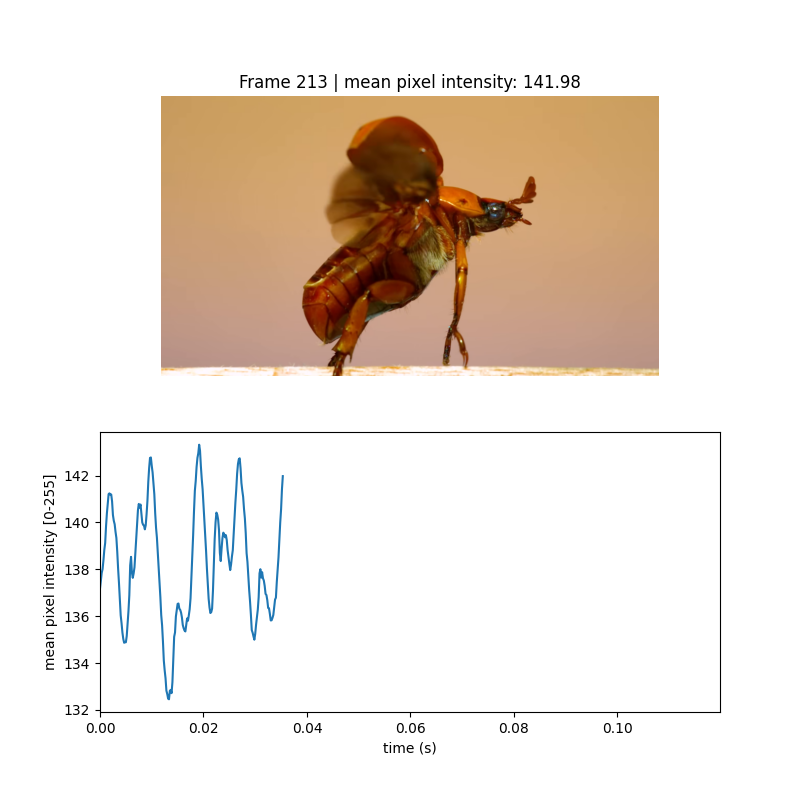 Frame 213 | mean pixel intensity: 141.98
142
140
138
136
134
132
mean pixel intensity [0-255]
0.00 0.02 0.04 0.06 0.08 0.10
time (s)